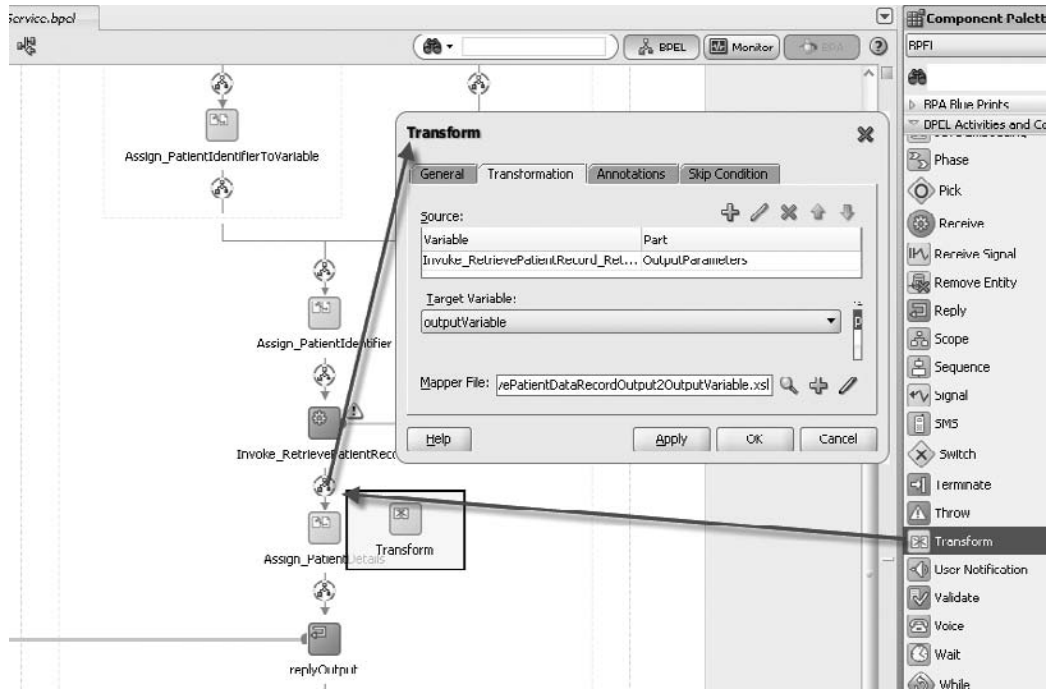 Service.bpel
BPEL
Monitor
BPA
Component Palett
BPEL
BPA Blue Prints
BPEL Activities and Co
Phase
Pick
Receive
Receive Signal
Remove Entity
Reply
Scope
Sequence
Signal
SMS
Switch
Terminate
Throw
Transform
User Notification
Validate
Voice
Wait
While
Assign_PatientIdentifierToVariable
Assign_PatientIdentifier
Invoke_RetrievePatientRec
Assign_PatientDetails
Transform
replyOutput
Transform
General Transformation Annotations Skip Condition
Source:
Variable Part
Invoke_RetrievePatientRecord_Ret... OutputParameters
Target Variable:
outputVariable
p
Mapper File: /ePatientDataRecordOutput2OutputVariable.xsl
Help Apply OK Cancel